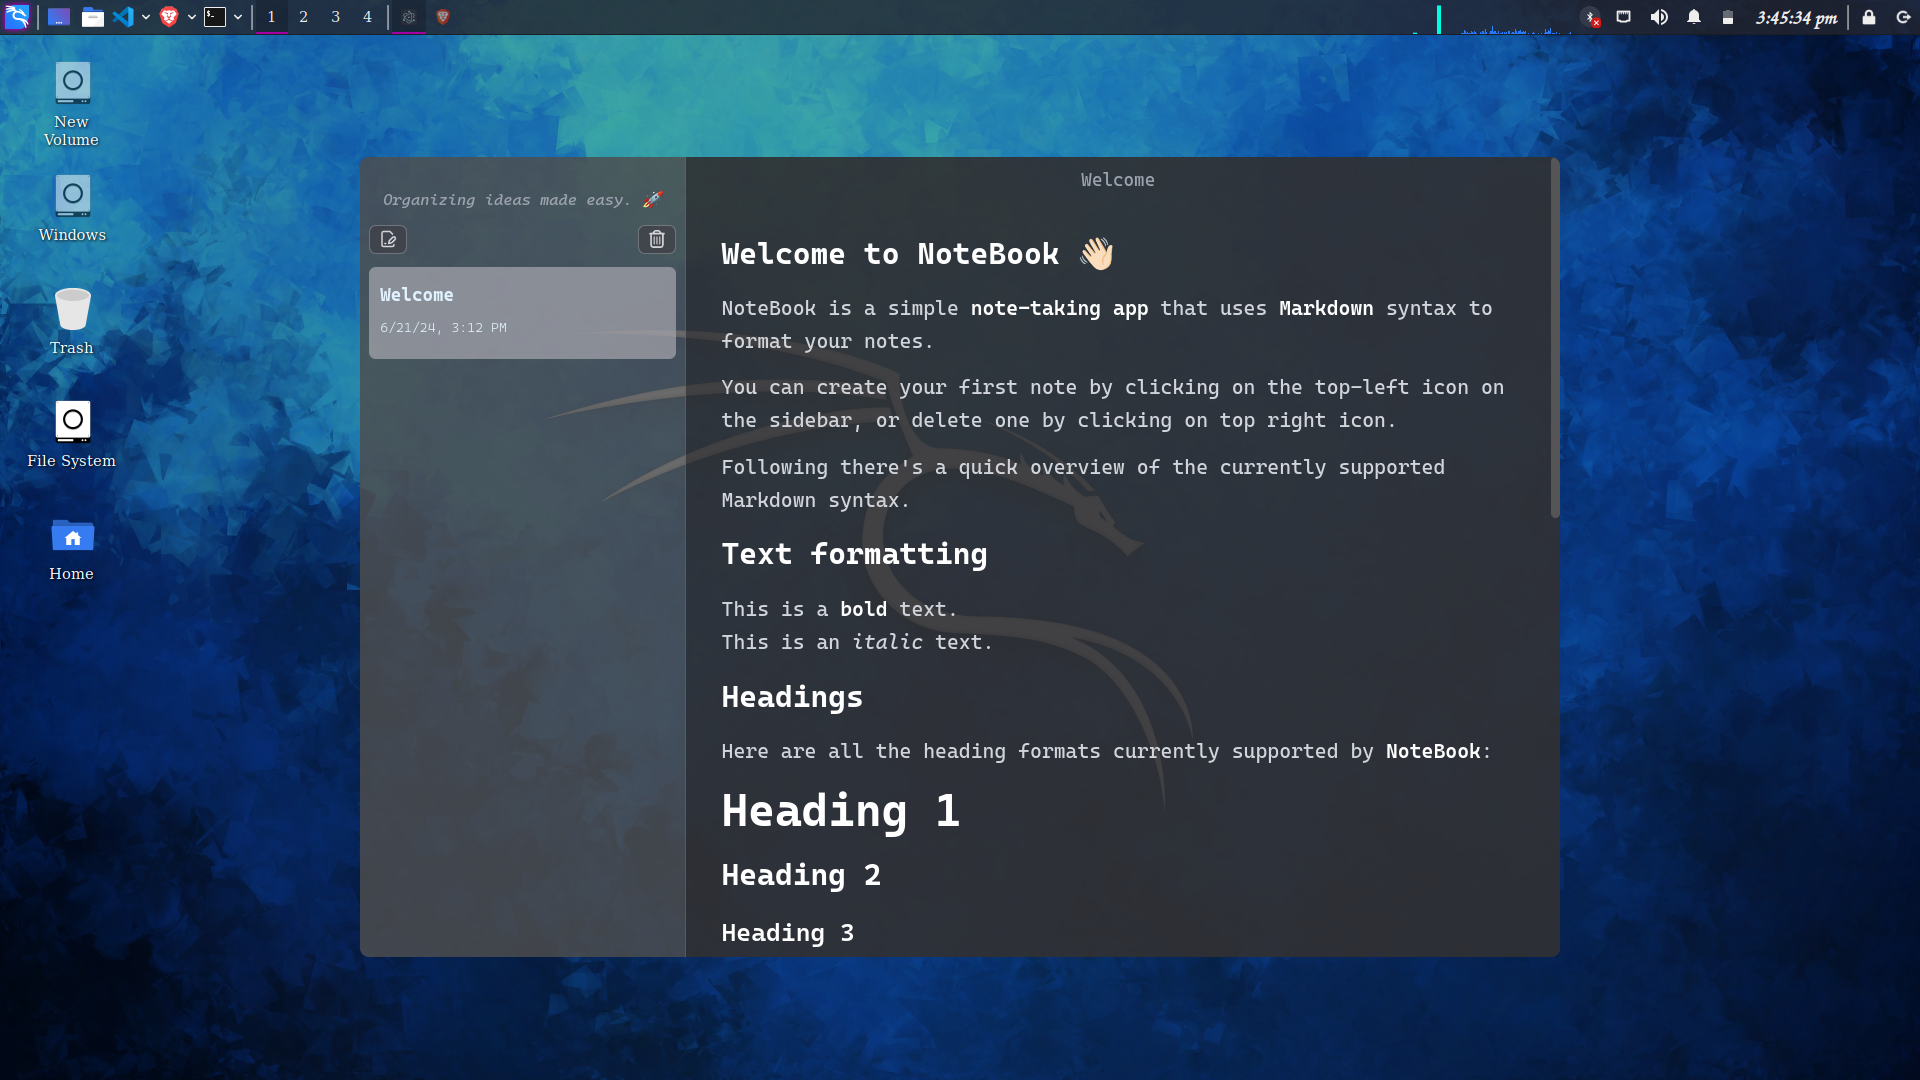 1 2 3 4
3:45:34 pm
New
Volume
Windows
Trash
File System
Home
Organizing ideas made easy. 🚀
Welcome
6/21/24, 3:12 PM
Welcome
Welcome to NoteBook 👋🏻
NoteBook is a simple note-taking app that uses Markdown syntax to
format your notes.
You can create your first note by clicking on the top-left icon on
the sidebar, or delete one by clicking on top right icon.
Following there's a quick overview of the currently supported
Markdown syntax.
Text formatting
This is a bold text.
This is an italic text.
Headings
Here are all the heading formats currently supported by NoteBook:
Heading 1
Heading 2
Heading 3